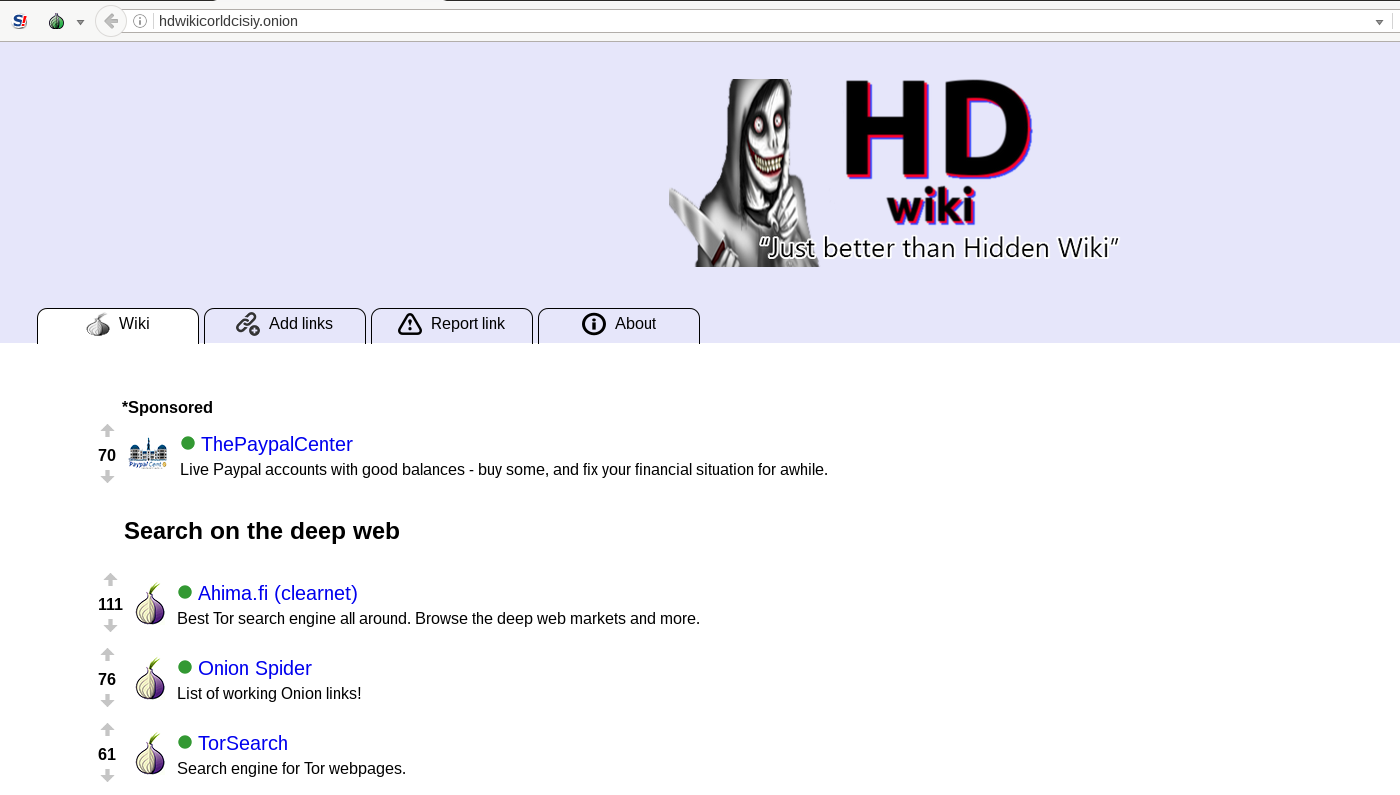 hdwikicorldcisiy.onion
HD
wiki
“Just better than Hidden Wiki”
Wiki
Add links
Report link
About
*Sponsored
70
ThePaypalCenter
Live Paypal accounts with good balances - buy some, and fix your financial situation for awhile.
Search on the deep web
111
Ahima.fi (clearnet)
Best Tor search engine all around. Browse the deep web markets and more.
76
Onion Spider
List of working Onion links!
61
TorSearch
Search engine for Tor webpages.